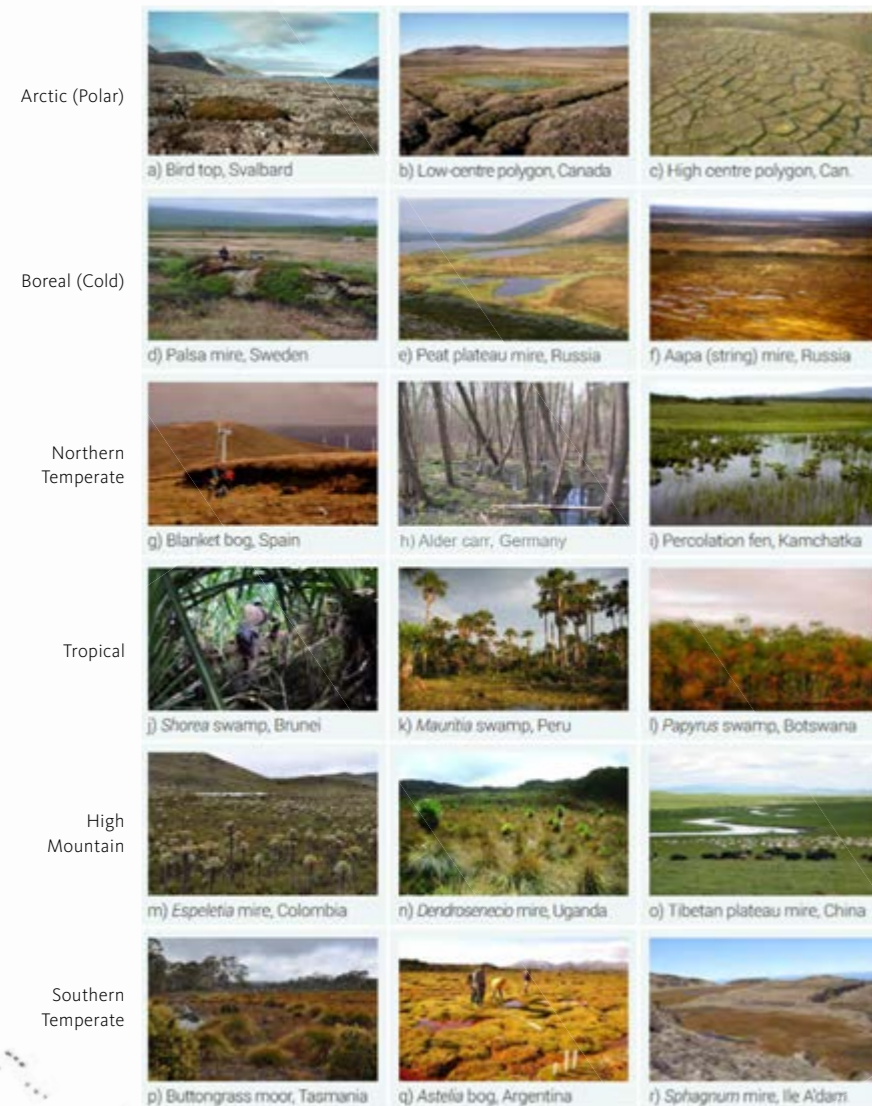 Arctic (Polar)
a) Bird top, Svalbard
b) Low-centre polygon, Canada
c) High centre polygon, Can.
Boreal (Cold)
d) Palsa mire, Sweden
e) Peat plateau mire, Russia
f) Aapa (string) mire, Russia
Northern
Temperate
g) Blanket bog, Spain
h) Alder carr, Germany
i) Percolation fen, Kamchatka
Tropical
j) Shorea swamp, Brunei
k) Mauritia swamp, Peru
l) Papyrus swamp, Botswana
High
Mountain
m) Espeletia mire, Colombia
n) Dendrosenecio mire, Uganda
o) Tibetan plateau mire, China
Southern
Temperate
p) Buttongrass moor, Tasmania
q) Astelia bog, Argentina
r) Sphagnum mire, Ile A'dam